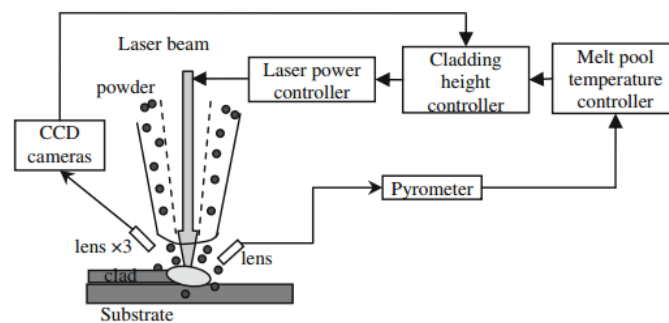 Laser beam
powder
Laser power
controller
Cladding
height
controller
Melt pool
temperature
controller
CCD
cameras
Pyrometer
lens ×3
lens
clad
Substrate